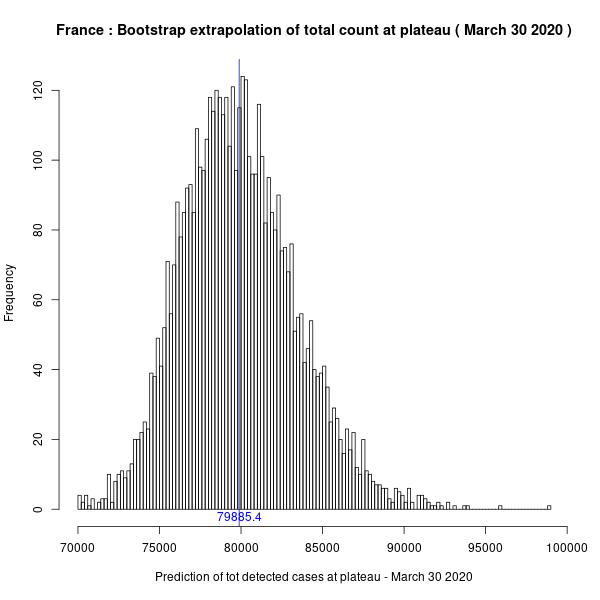 France : Bootstrap extrapolation of total count at plateau ( March 30 2020 )
Frequency
120
100
80
60
40
20
0
79885.4
70000 75000 80000 85000 90000 95000 100000
Prediction of tot detected cases at plateau - March 30 2020